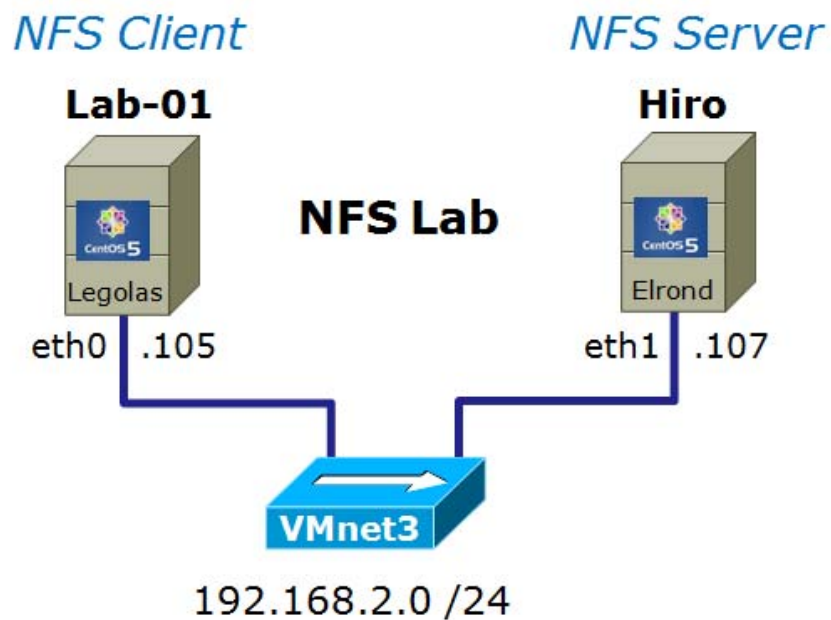 NFS Client
NFS Server
Lab-01
Hiro
NFS Lab
CentOS 5
CentOS 5
Legolas
Elrond
eth0 .105
eth1 .107
VMnet3
192.168.2.0 /24